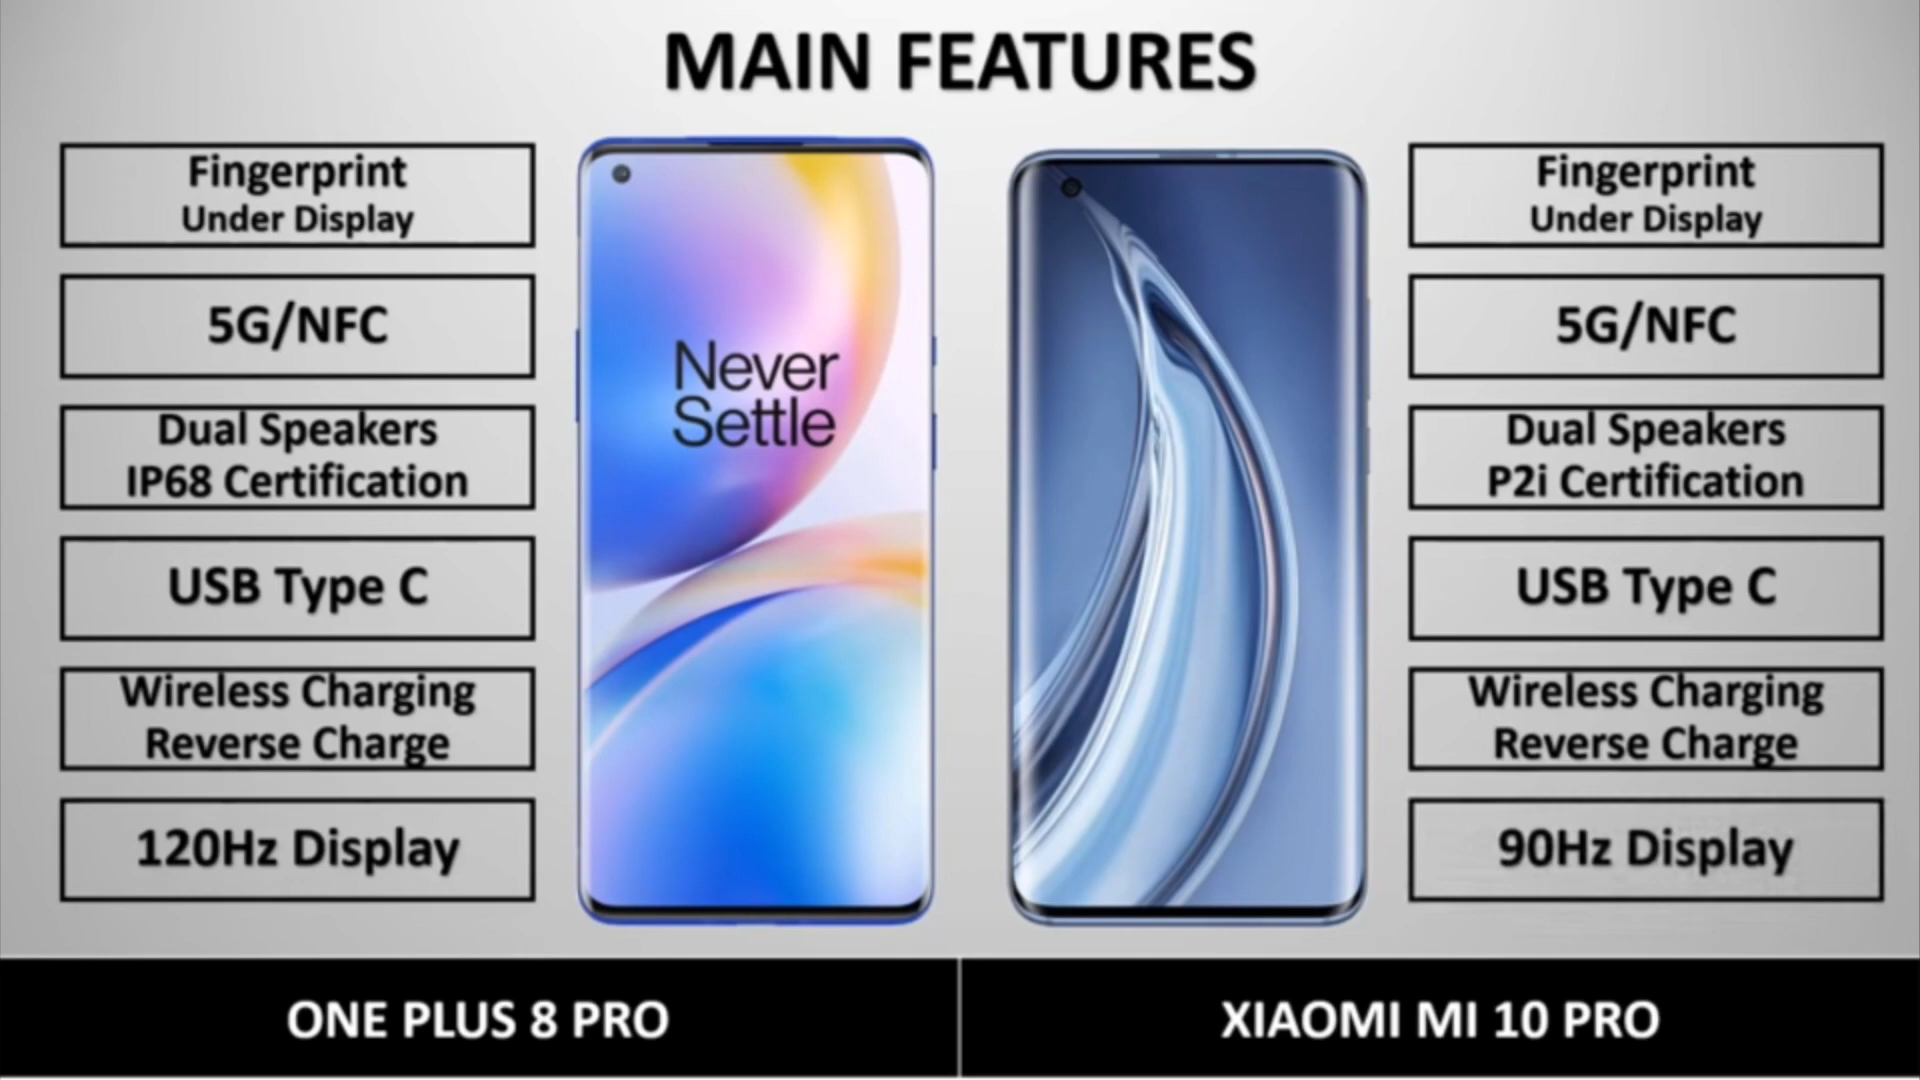 MAIN FEATURES
Fingerprint
Under Display
5G/NFC
Dual Speakers
IP68 Certification
USB Type C
Wireless Charging
Reverse Charge
120Hz Display
Never
Settle
Fingerprint
Under Display
5G/NFC
Dual Speakers
P2i Certification
USB Type C
Wireless Charging
Reverse Charge
90Hz Display
ONE PLUS 8 PRO
XIAOMI MI 10 PRO